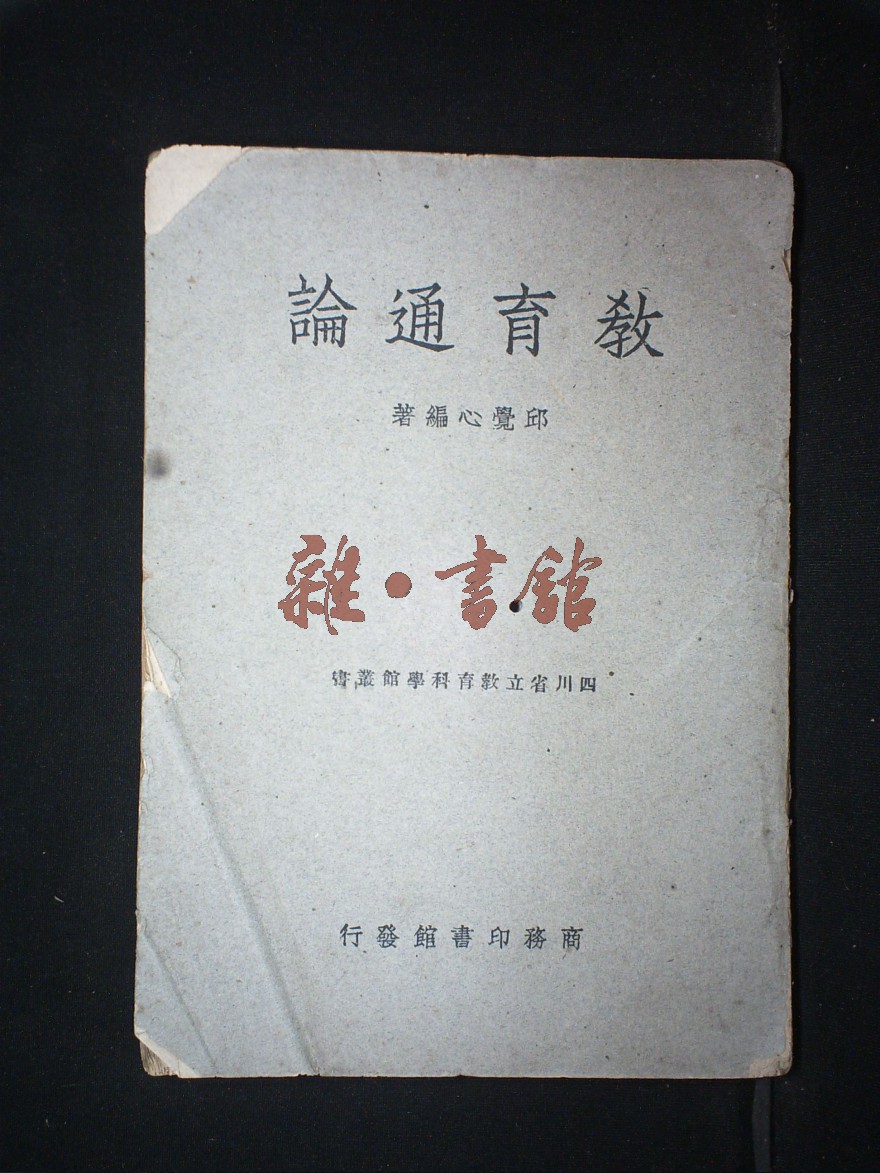 教育通論
邱覺心編著
雜·書館
四川省立教育科學館叢書
商務印書館發行